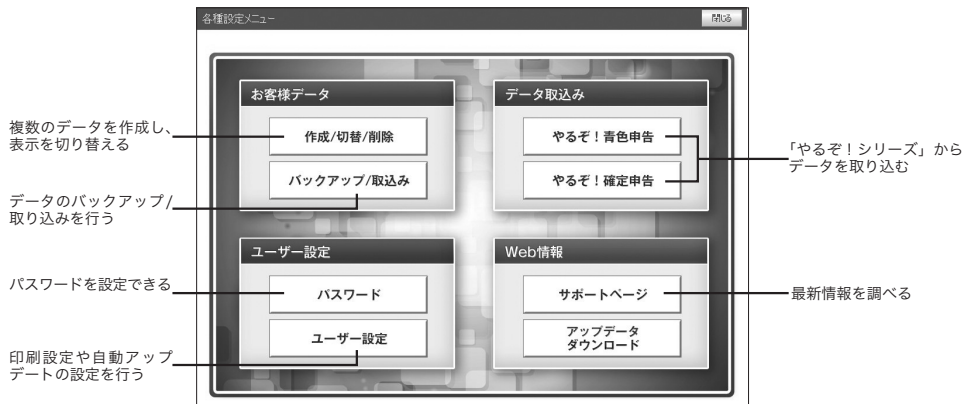 各種設定メニュー
閉じる
お客様データ
作成/切替/削除
バックアップ/取込み
データ取込み
やるぞ！青色申告
やるぞ！確定申告
ユーザー設定
パスワード
ユーザー設定
Web情報
サポートページ
アップデータ
ダウンロード
複数のデータを作成し、
表示を切り替える
データのバックアップ/
取り込みを行う
パスワードを設定できる
印刷設定や自動アップ
デートの設定を行う
「やるぞ！シリーズ」から
データを取り込む
最新情報を調べる